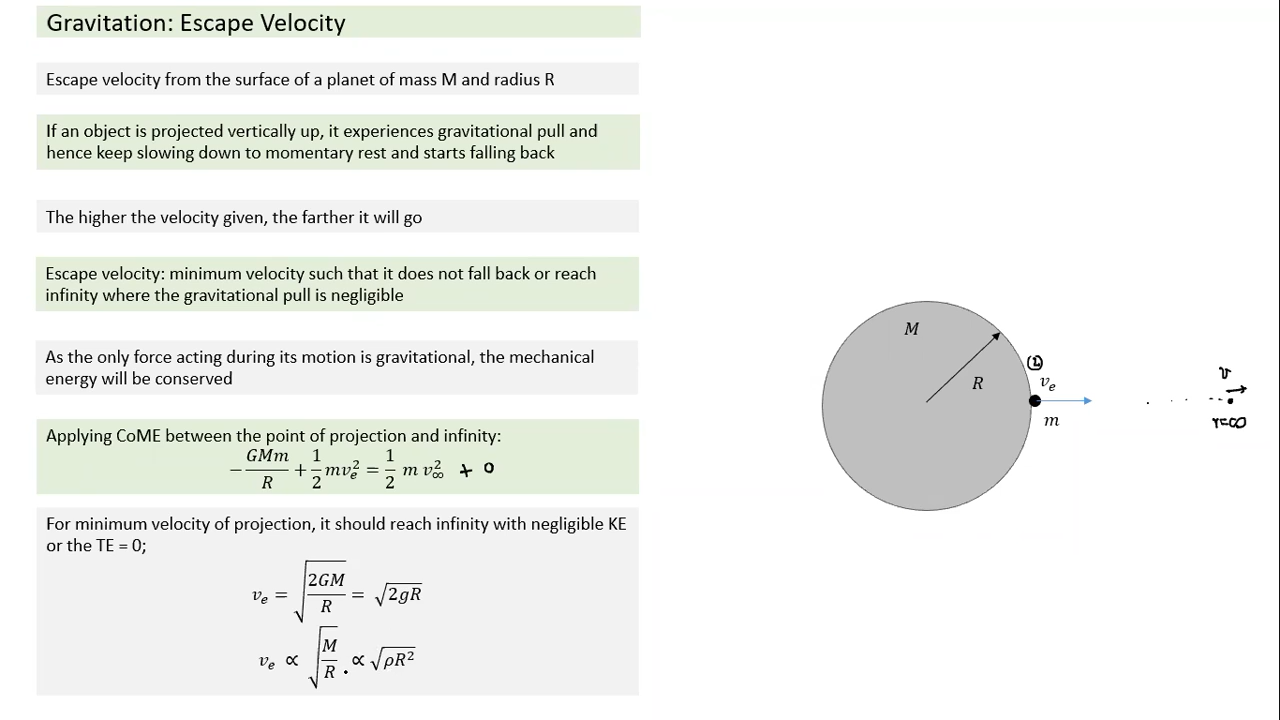 Gravitation: Escape Velocity
Escape velocity from the surface of a planet of mass M and radius R
If an object is projected vertically up, it experiences gravitational pull and
hence keep slowing down to momentary rest and starts falling back
The higher the velocity given, the farther it will go
Escape velocity: minimum velocity such that it does not fall back or reach
infinity where the gravitational pull is negligible
As the only force acting during its motion is gravitational, the mechanical
energy will be conserved
Applying CoME between the point of projection and infinity:
−GMm/R + 1/2 mv_e^2 = 1/2 m v_∞^2 + 0
For minimum velocity of projection, it should reach infinity with negligible KE
or the TE = 0;
v_e = √(2GM/R) = √(2gR)
v_e ∝ √(M/R) . ∝ √(ρR^2)
M
R
v_e
m
v
r=∞